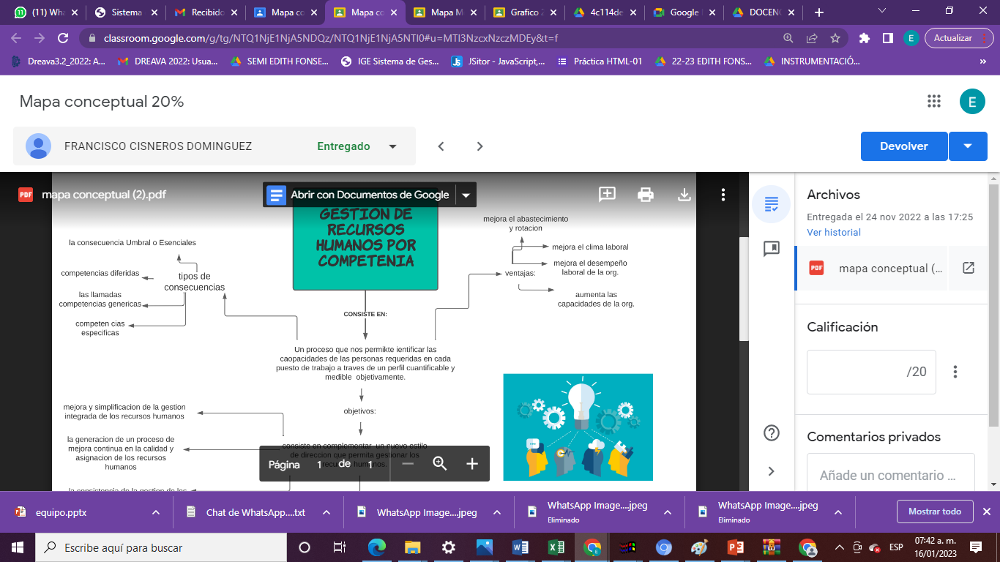 (11) Wha
Sistema
Recibido
Mapa co
Mapa co
Mapa M
Grafico 2
4c114de
Google
DOCENC
classroom.google.com/g/tg/NTQ1NjE1NjA5NDQz/NTQ1NjE1NjA5NTI0#u=MTI3NzcxNzczMDEy&t=f
E
Actualizar
Dreava3.2_2022: A...
DREAVA 2022: Usua...
SEMI EDITH FONSE...
IGE Sistema de Ges...
JSitor - JavaScript,...
Práctica HTML-01
22-23 EDITH FONS...
INSTRUMENTACIÓ...
»
Mapa conceptual 20%
E
FRANCISCO CISNEROS DOMINGUEZ
Entregado
Devolver
PDF
mapa conceptual (2).pdf
Abrir con Documentos de Google
GESTION DE
RECURSOS
HUMANOS POR
COMPETENIA
mejora el abastecimiento
y rotacion
mejora el clima laboral
mejora el desempeño
laboral de la org.
ventajas:
aumenta las
capacidades de la org.
la consecuencia Umbral o Esenciales
competencias diferidas
tipos de
consecuencias
las llamadas
competencias genericas
competen cias
especificas
CONSISTE EN:
Un proceso que nos permikte ientificar las
caopacidades de las personas requeridas en cada
puesto de trabajo a traves de un perfil cuantificable y
medible objetivamente.
objetivos:
mejora y simplificacion de la gestion
integrada de los recursos humanos
la generacion de un proceso de
mejora continua en la calidad y
asignacion de los recursos
humanos
consiste en complementar un nuevo estilo
de direccion que permita gestionar los
recursos humanos.
la consistencia de la gestion de los
Página 1 de 1
Archivos
Entregada el 24 nov 2022 a las 17:25
Ver historial
PDF
mapa conceptual (...
Calificación
/20
Comentarios privados
Añade un comentario ...
equipo.pptx
Chat de WhatsApp....txt
WhatsApp Image....jpeg
WhatsApp Image....jpeg
Eliminado
WhatsApp Image....jpeg
Eliminado
Mostrar todo
Escribe aquí para buscar
ESP
07:42 a. m.
16/01/2023